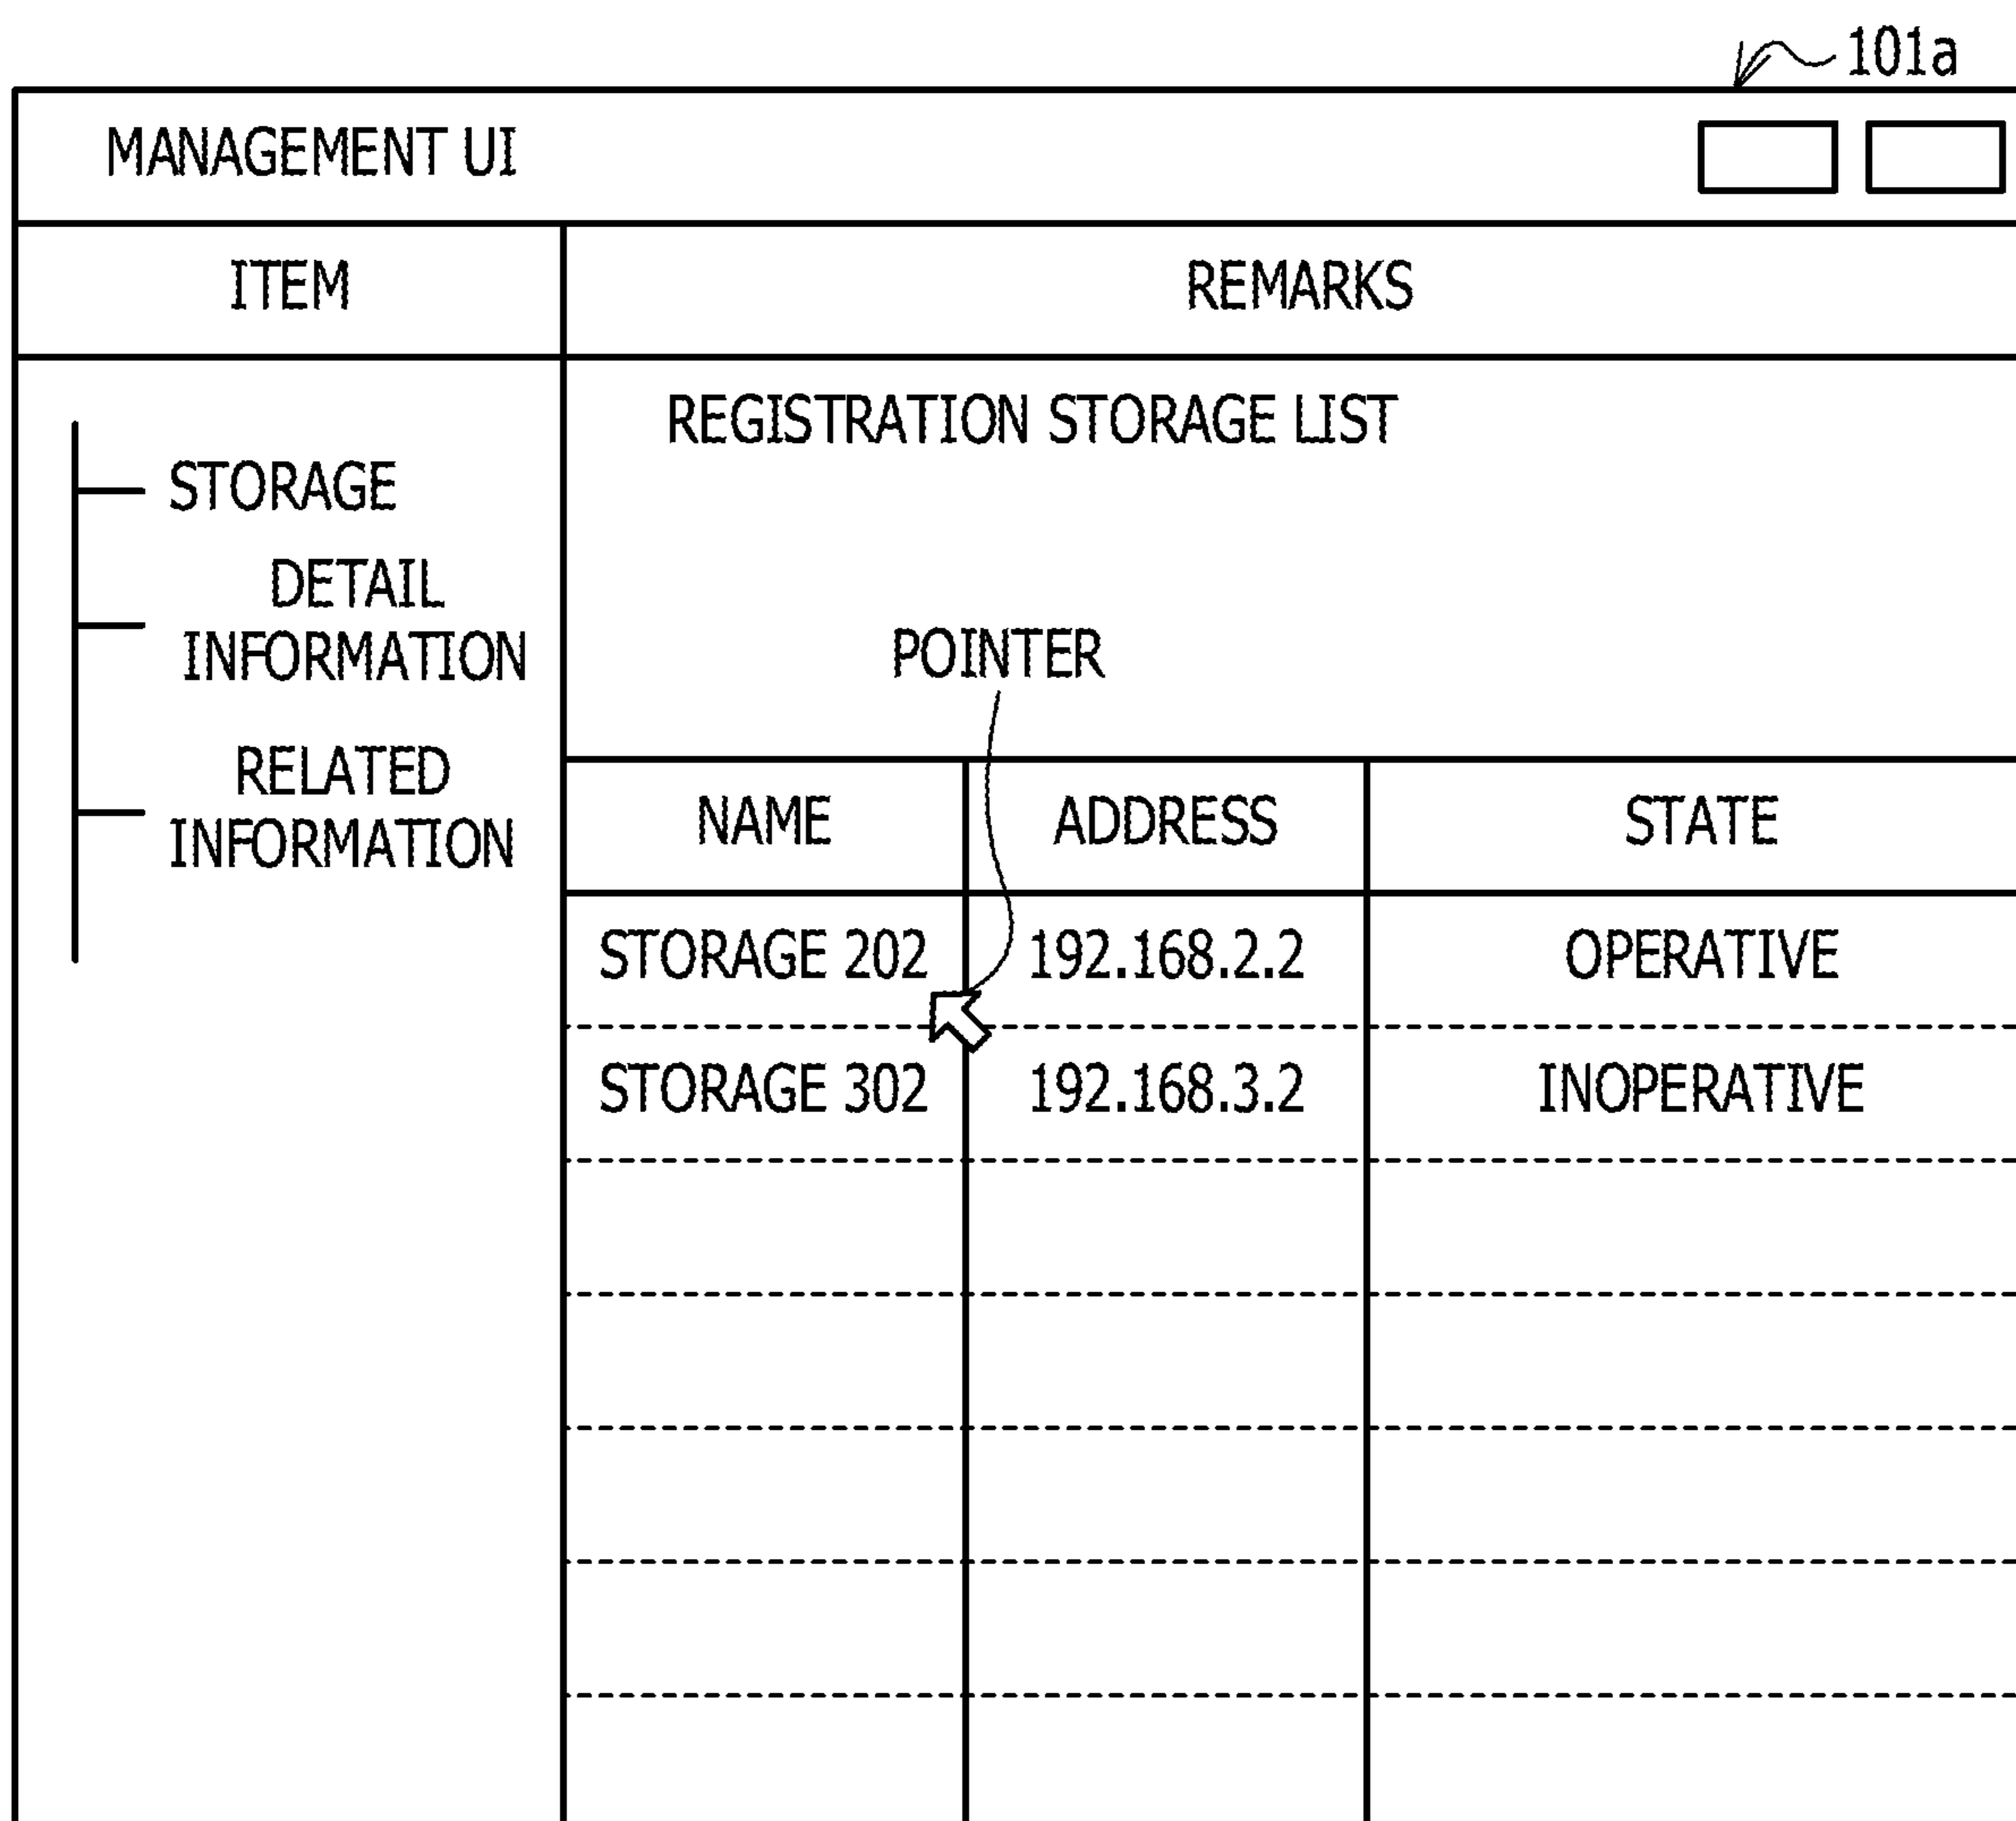 101a
MANAGEMENT UI
ITEM
REMARKS
STORAGE
DETAIL
INFORMATION
RELATED
INFORMATION
REGISTRATION STORAGE LIST
POINTER
NAME ADDRESS STATE
STORAGE 202 192.168.2.2 OPERATIVE
STORAGE 302 192.168.3.2 INOPERATIVE